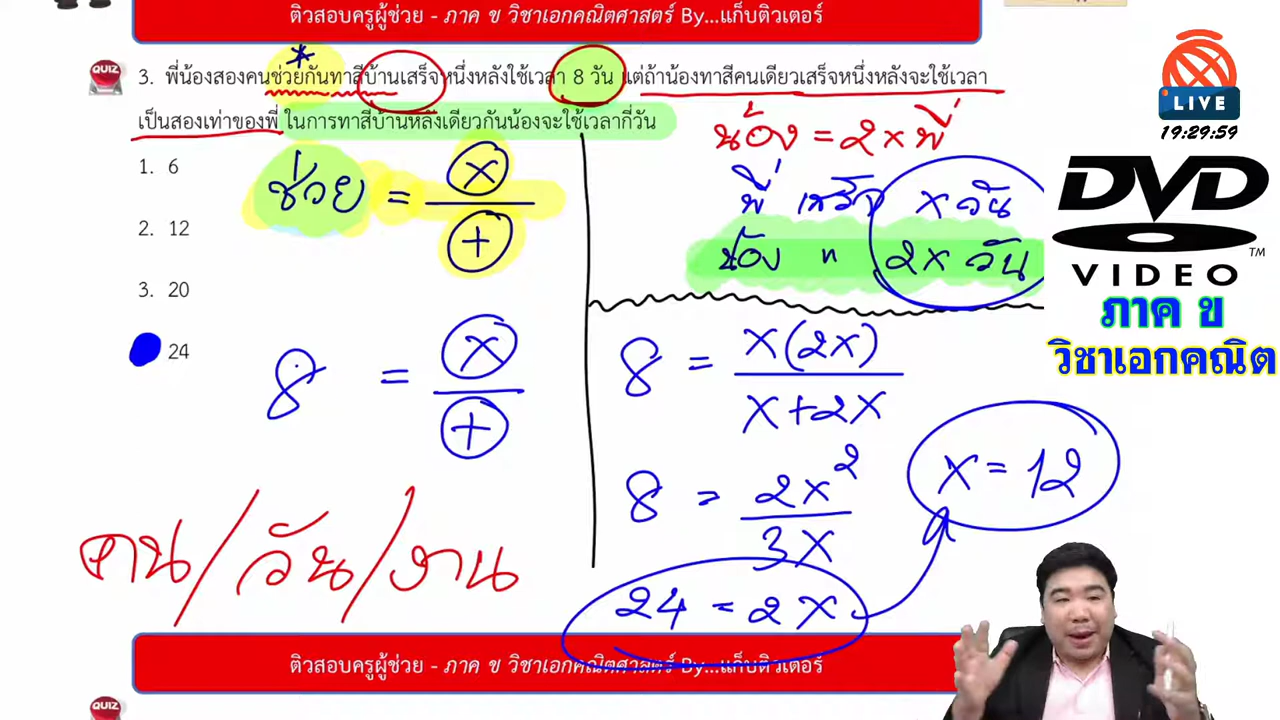 ติวสอบครูผู้ช่วย - ภาค ข วิชาเอกคณิตศาสตร์ By...แก็บติวเตอร์
QUIZ
3. พี่น้องสองคนช่วยกันทาสีบ้านเสร็จหนึ่งหลังใช้เวลา 8 วัน แต่ถ้าน้องทาสีคนเดียวเสร็จหนึ่งหลังจะใช้เวลา
เป็นสองเท่าของพี่ ในการทาสีบ้านหลังเดียวกันน้องจะใช้เวลากี่วัน
1. 6
2. 12
3. 20
24
ช่วย = × / +
8 = × / +
คน/วัน/งาน
น้อง = 2 x พี่
พี่ เสร็จ x วัน
น้อง " 2x วัน
8 = x(2x) / x+2x
8 = 2x² / 3x
24 = 2x
x = 12
LIVE
19:29:59
DVD
TM
VIDEO
ภาค ข
วิชาเอกคณิต
ติวสอบครูผู้ช่วย - ภาค ข วิชาเอกคณิตศาสตร์ By...แก็บติวเตอร์
QUIZ